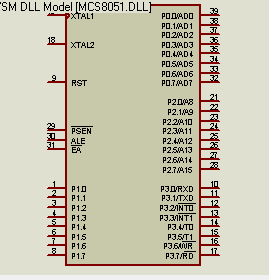 VSM DLL Model [MCS8051.DLL]
XTAL1 P0.0/AD0 39
P0.1/AD1 38
P0.2/AD2 37
18 XTAL2 P0.3/AD3 36
P0.4/AD4 35
P0.5/AD5 34
P0.6/AD6 33
9 RST P0.7/AD7 32
P2.0/A8 21
P2.1/A9 22
P2.2/A10 23
29 PSEN P2.3/A11 24
30 ALE P2.4/A12 25
31 EA P2.5/A13 26
P2.6/A14 27
P2.7/A15 28
1 P1.0 P3.0/RXD 10
2 P1.1 P3.1/TXD 11
3 P1.2 P3.2/INT0 12
4 P1.3 P3.3/INT1 13
5 P1.4 P3.4/T0 14
6 P1.5 P3.5/T1 15
7 P1.6 P3.6/WR 16
8 P1.7 P3.7/RD 17